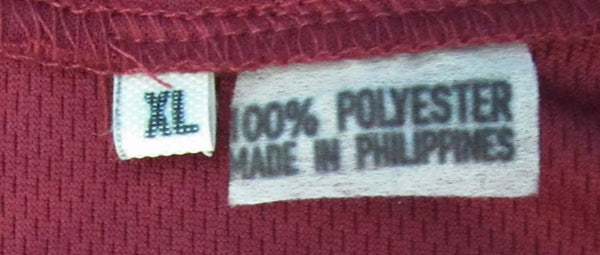 XL
100% POLYESTER
MADE IN PHILIPPINES